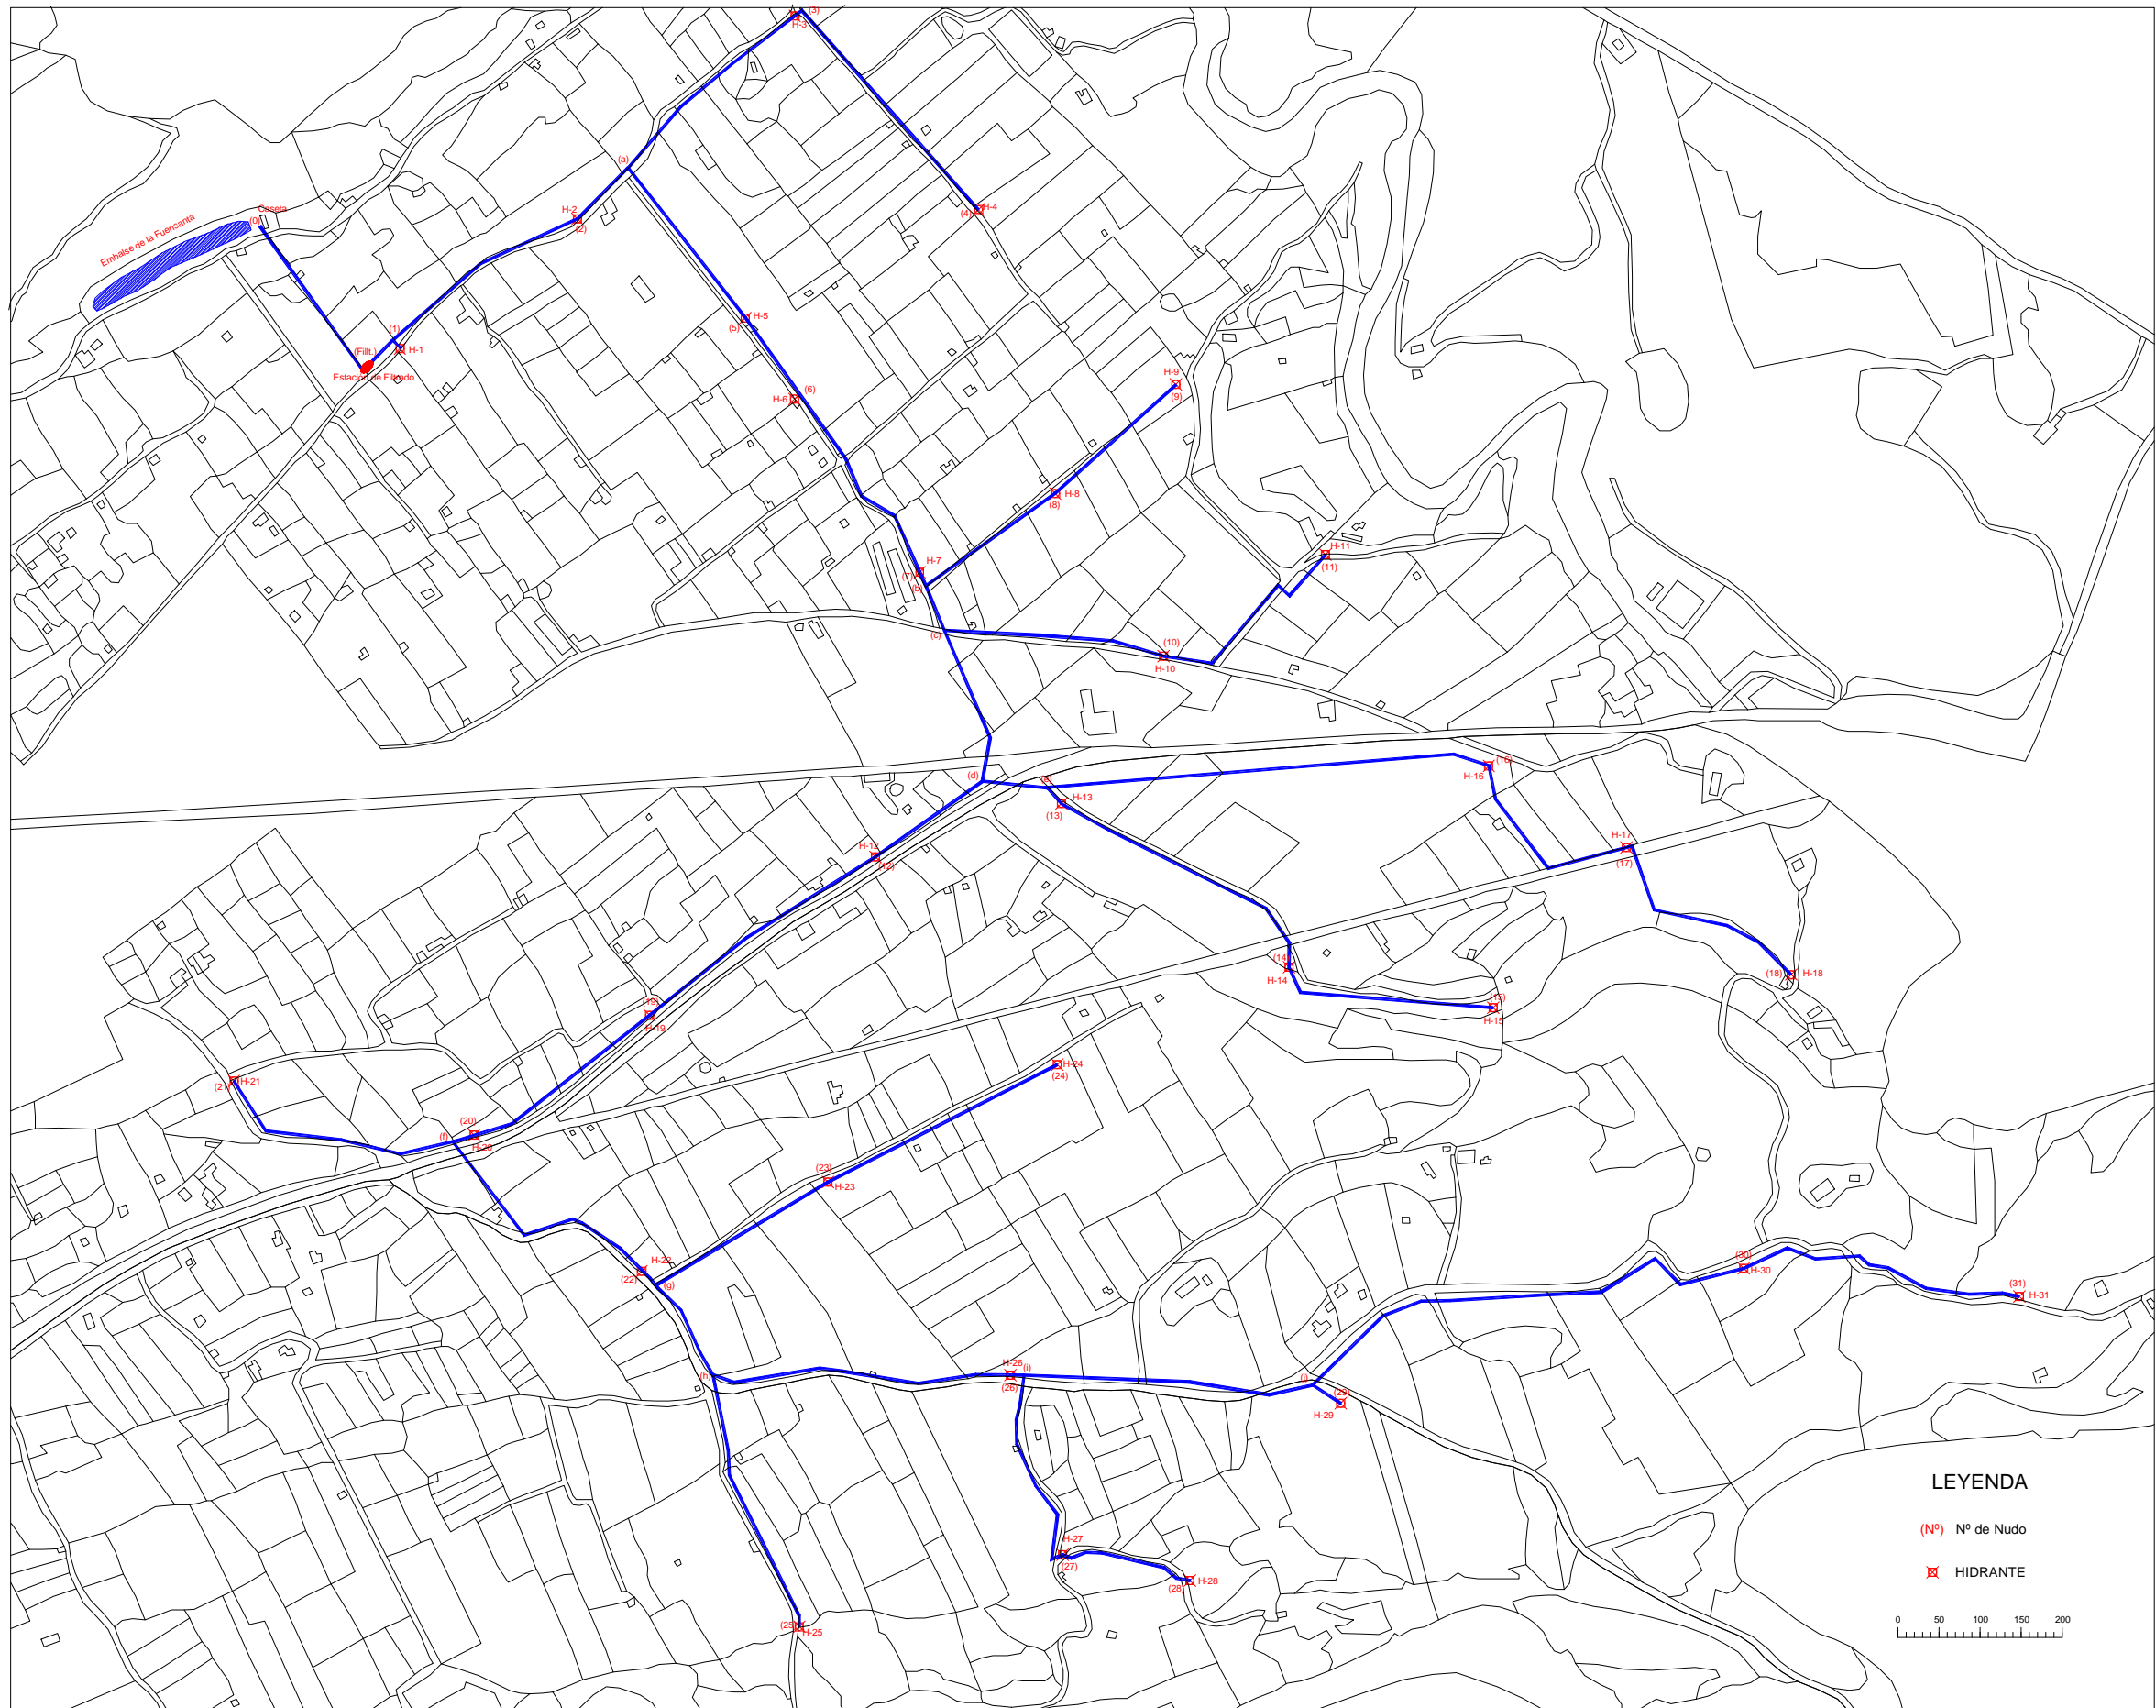 (3)
H-3
(a)
H-2
(2)
H-4
(4)
Caseta
(0)
Embalse de la Fuensanta
(1)
H-1
(Filt.)
Estación de Filtrado
H-5
(5)
(6)
H-6
H-9
(9)
H-8
(8)
H-7
(7)
(b)
H-11
(11)
(c)
(10)
H-10
(d)
(e)
H-13
(13)
(16)
H-16
H-12
(12)
H-17
(17)
(14)
H-14
(18)
H-18
(15)
H-15
(19)
H-19
H-24
(24)
(21)
H-21
(20)
H-20
(f)
(23)
H-23
H-22
(22)
(g)
(30)
H-30
(31)
H-31
(h)
H-26
(i)
(26)
(j)
(29)
H-29
LEYENDA
(Nº) Nº de Nudo
HIDRANTE
0 50 100 150 200
H-27
(27)
(28)
H-28
(25)
H-25